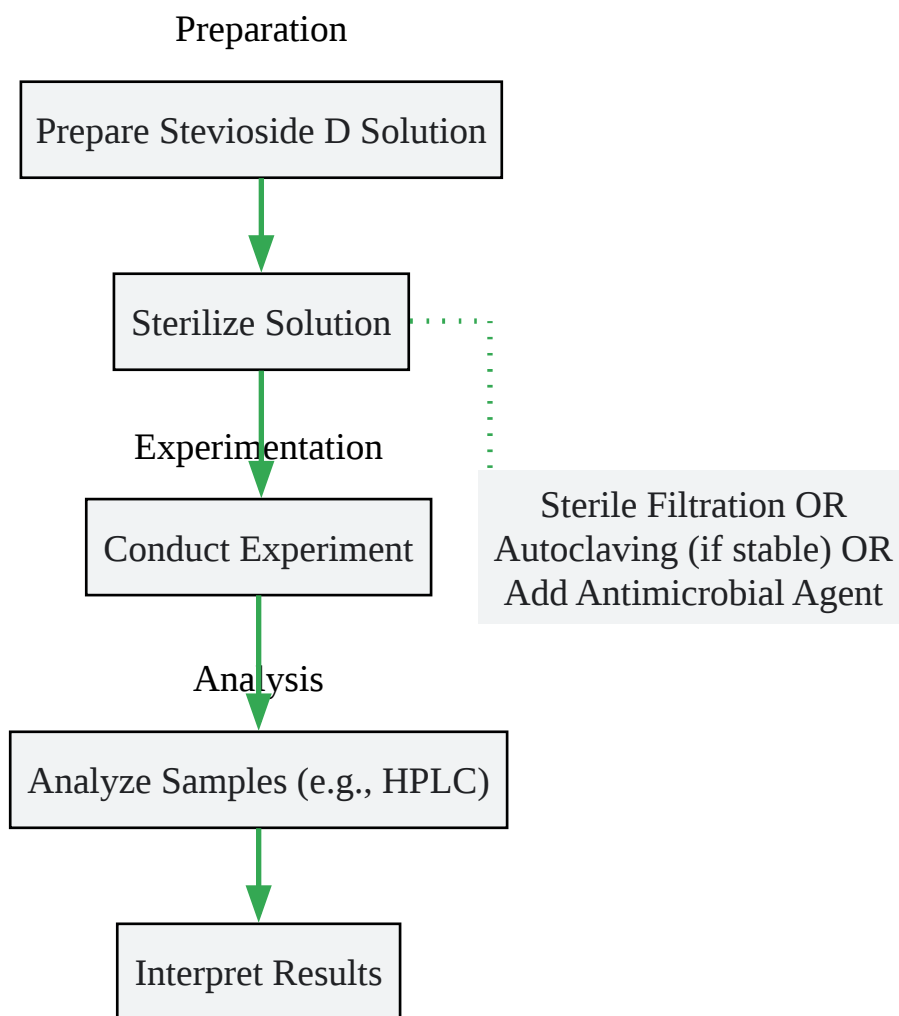 Preparation
Prepare Stevioside D Solution
Sterilize Solution
Experimentation
Conduct Experiment
Sterile Filtration OR
Autoclaving (if stable) OR
Add Antimicrobial Agent
Analysis
Analyze Samples (e.g., HPLC)
Interpret Results